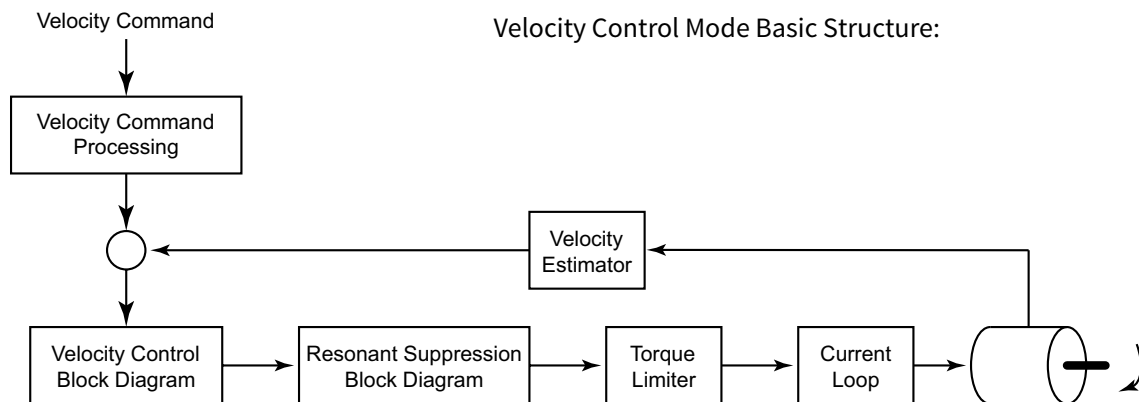 Velocity Command
Velocity Control Mode Basic Structure:
Velocity Command
Processing
Velocity
Estimator
Velocity Control
Block Diagram
Resonant Suppression
Block Diagram
Torque
Limiter
Current
Loop